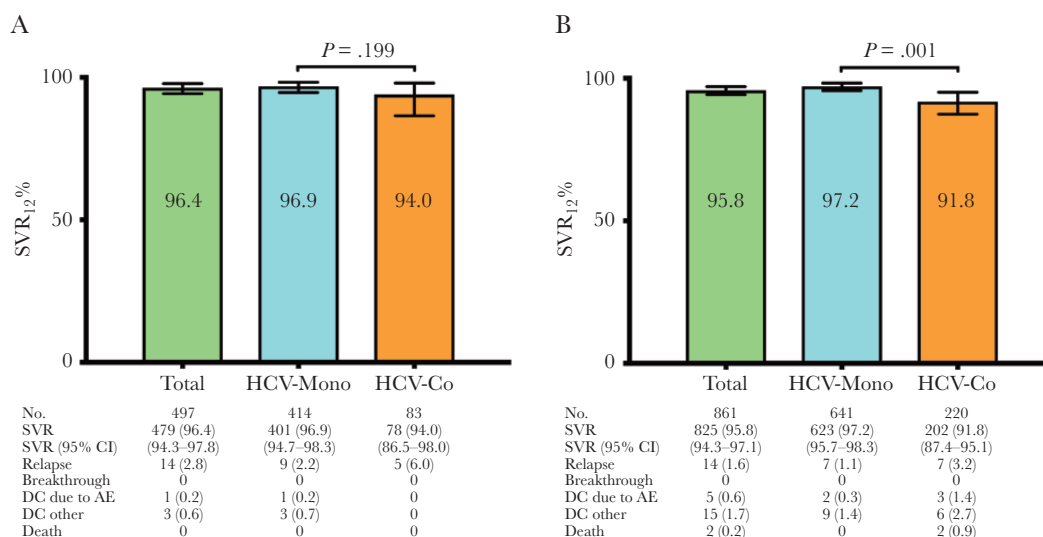 A
P = .199
100
50
0
SVR12%
96.4
96.9
94.0
Total HCV-Mono HCV-Co
No. 497 414 83
SVR 479 (96.4) 401 (96.9) 78 (94.0)
SVR (95% CI) (94.3–97.8) (94.7–98.3) (86.5–98.0)
Relapse 14 (2.8) 9 (2.2) 5 (6.0)
Breakthrough 0 0 0
DC due to AE 1 (0.2) 1 (0.2) 0
DC other 3 (0.6) 3 (0.7) 0
Death 0 0 0
B
P = .001
100
50
0
SVR12%
95.8
97.2
91.8
Total HCV-Mono HCV-Co
No. 861 641 220
SVR 825 (95.8) 623 (97.2) 202 (91.8)
SVR (95% CI) (94.3–97.1) (95.7–98.3) (87.4–95.1)
Relapse 14 (1.6) 7 (1.1) 7 (3.2)
Breakthrough 0 0 0
DC due to AE 5 (0.6) 2 (0.3) 3 (1.4)
DC other 15 (1.7) 9 (1.4) 6 (2.7)
Death 2 (0.2) 0 2 (0.9)